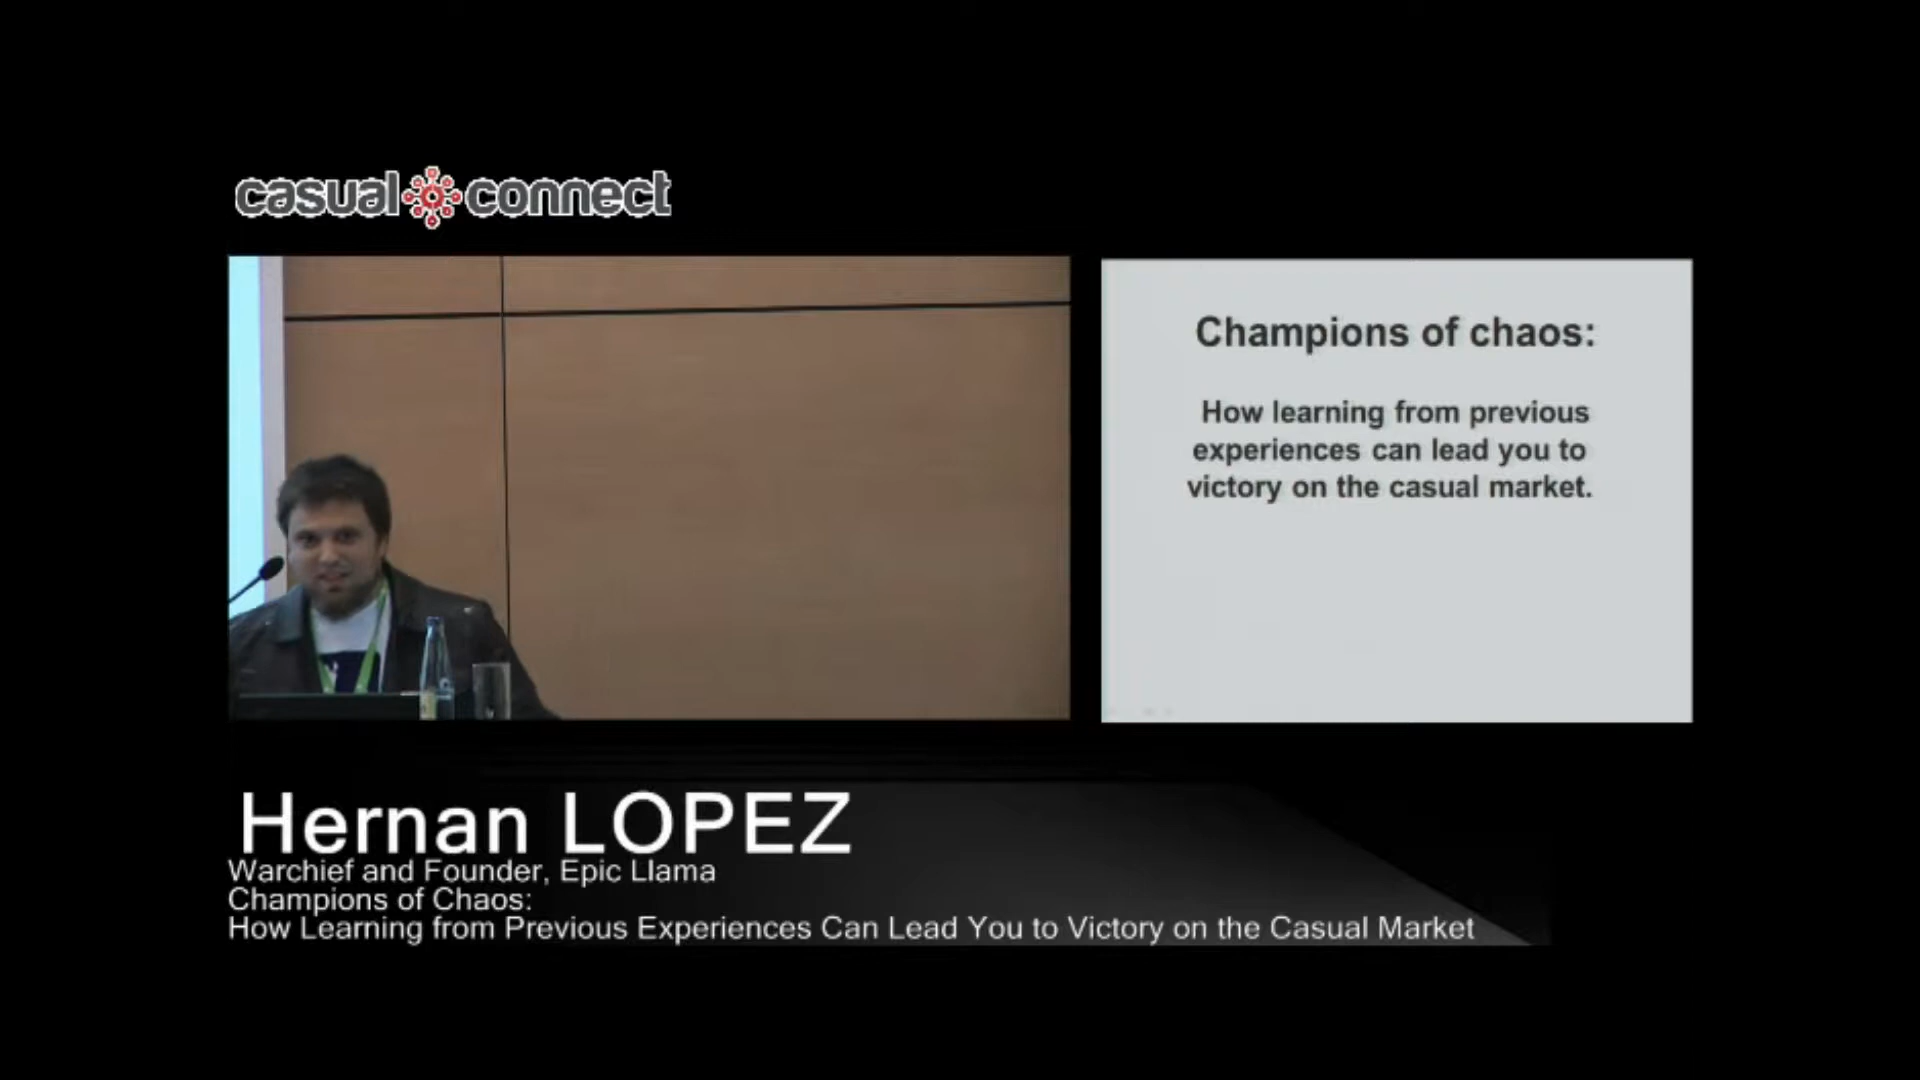 casual connect
Champions of chaos:
How learning from previous
experiences can lead you to
victory on the casual market.
Hernan LOPEZ
Warchief and Founder, Epic Llama
Champions of Chaos:
How Learning from Previous Experiences Can Lead You to Victory on the Casual Market